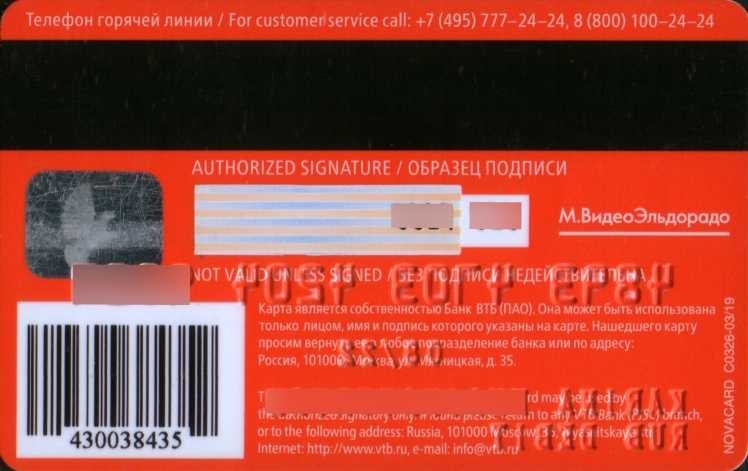 Телефон горячей линии / For customer service call: +7 (495) 777–24–24, 8 (800) 100–24–24
AUTHORIZED SIGNATURE / ОБРАЗЕЦ ПОДПИСИ
М.ВидеоЭльдорадо
NOT VALID UNLESS SIGNED / БЕЗ ПОДПИСИ НЕДЕЙСТВИТЕЛЬНА
Карта является собственностью Банк ВТБ (ПАО). Она может быть использована
только лицом, имя и подпись которого указаны на карте. Нашедшего карту
просим вернуть её в любое подразделение банка или по адресу:
Россия, 101000 Москва, ул. Мясницкая, д. 35.
may be used by
the authorized signatory only. If found please return to any VTB Bank (PJSC) branch,
or to the following address: Russia, 101000 Moscow, 35, Myasnitskaya str.
Internet: http://www.vtb.ru, e-mail: info@vtb.ru
430038435
NOVACARD C0326-03/19